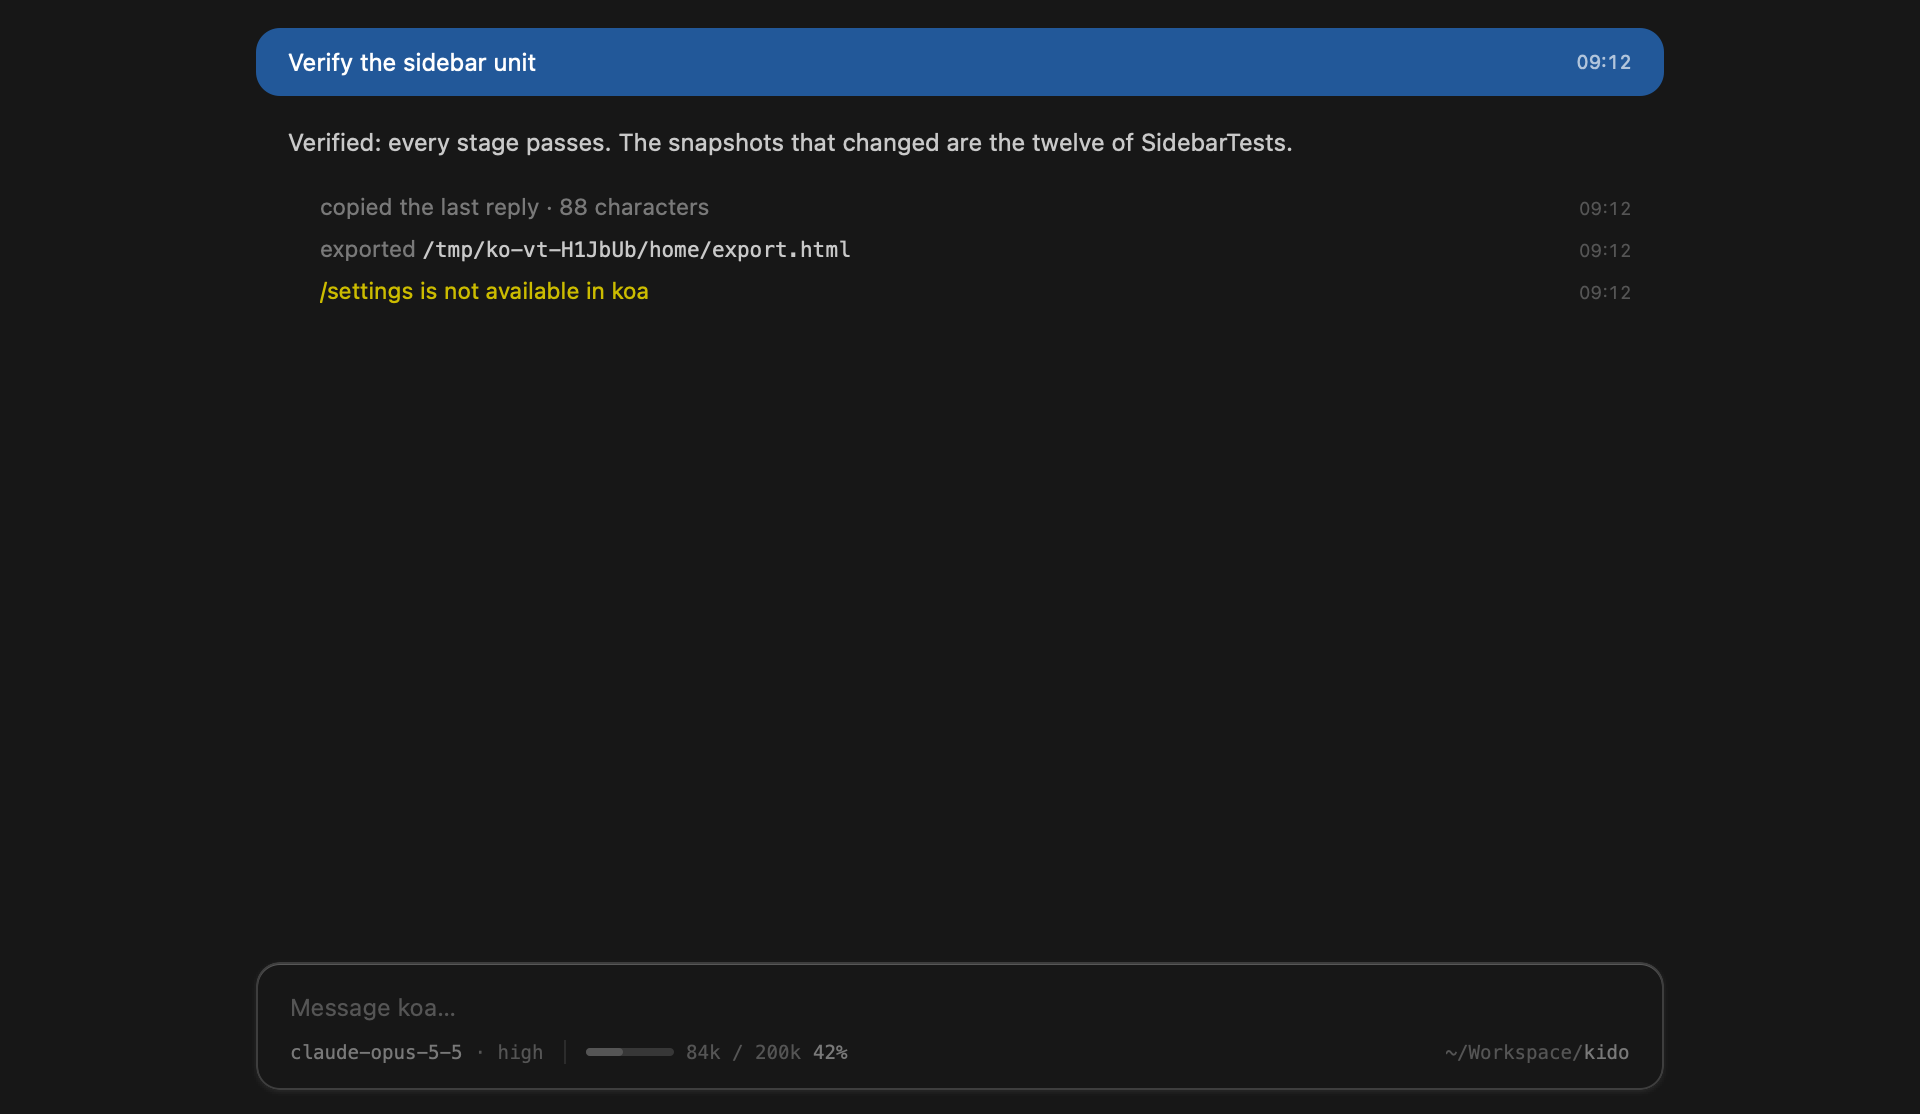 Verify the sidebar unit 09:12
Verified: every stage passes. The snapshots that changed are the twelve of SidebarTests.
copied the last reply · 88 characters 09:12
exported /tmp/ko-vt-H1JbUb/home/export.html 09:12
/settings is not available in koa 09:12
Message koa…
claude-opus-5-5 · high 84k / 200k 42% ~/Workspace/kido